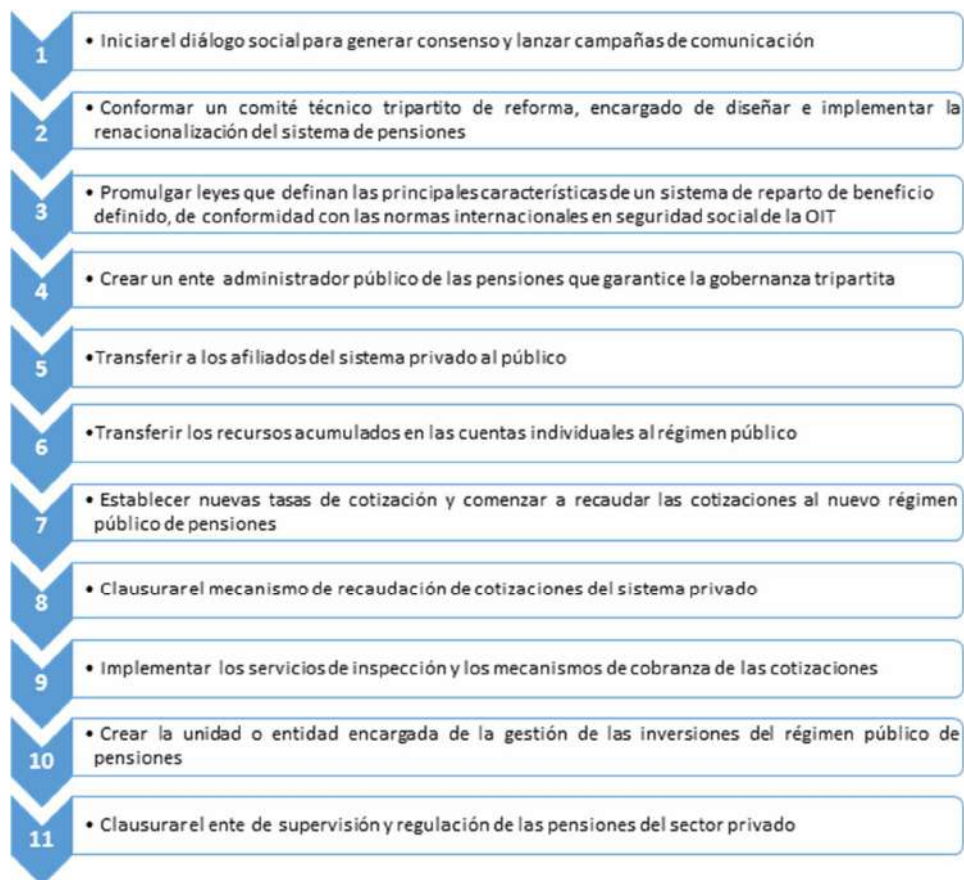 1
• Iniciar el diálogo social para generar consenso y lanzar campañas de comunicación
2
• Conformar un comité técnico tripartito de reforma, encargado de diseñar e implementar la
renacionalización del sistema de pensiones
3
• Promulgar leyes que definan las principales características de un sistema de reparto de beneficio
definido, de conformidad con las normas internacionales en seguridad social de la OIT
4
• Crear un ente administrador público de las pensiones que garantice la gobernanza tripartita
5
•Transferir a los afiliados del sistema privado al público
6
•Transferir los recursos acumulados en las cuentas individuales al régimen público
7
• Establecer nuevas tasas de cotización y comenzar a recaudar las cotizaciones al nuevo régimen
público de pensiones
8
• Clausurar el mecanismo de recaudación de cotizaciones del sistema privado
9
• Implementar los servicios de inspección y los mecanismos de cobranza de las cotizaciones
10
• Crear la unidad o entidad encargada de la gestión de las inversiones del régimen público de
pensiones
11
• Clausurar el ente de supervisión y regulación de las pensiones del sector privado